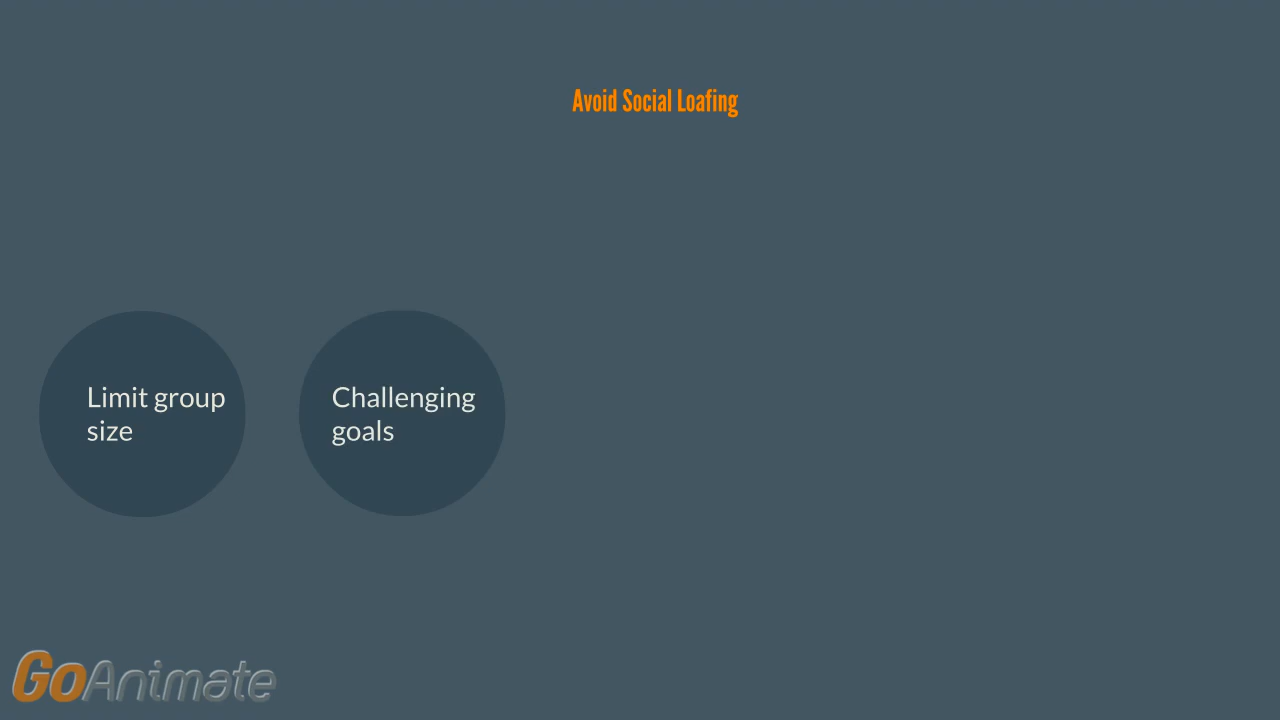 Avoid Social Loafing
Limit group
size
Challenging
goals
GoAnimate